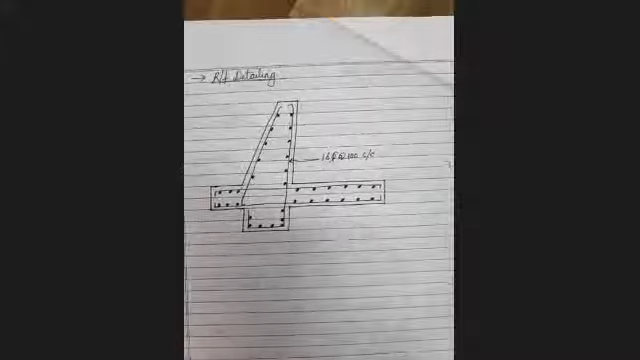 → R/f Detailing
16 ϕ @ 100 c/c